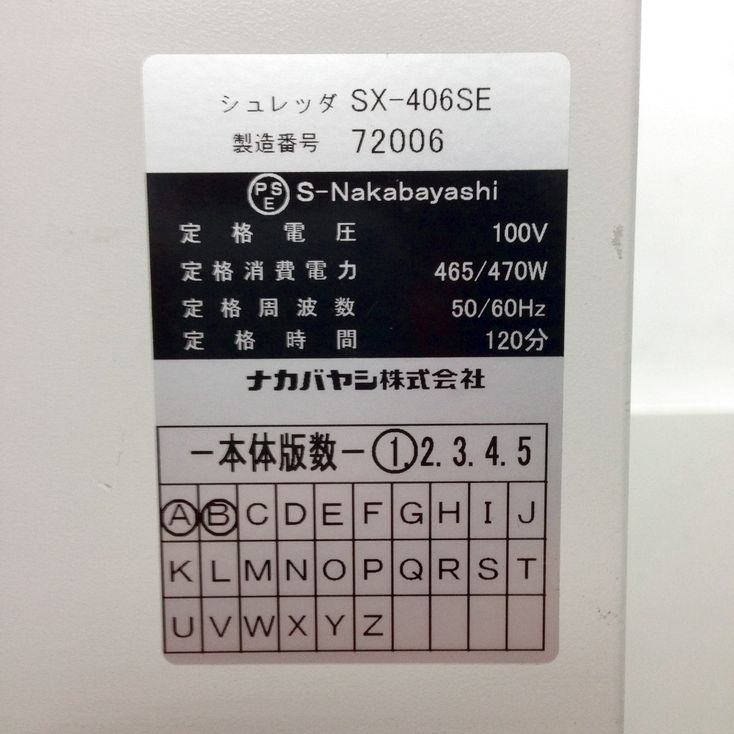 シュレッダ SX-406SE
製造番号 72006
PSE S-Nakabayashi
定格電圧 100V
定格消費電力 465/470W
定格周波数 50/60Hz
定格時間 120分
ナカバヤシ株式会社
-本体版数- 1.2.3.4.5
A B C D E F G H I J
K L M N O P Q R S T
U V W X Y Z